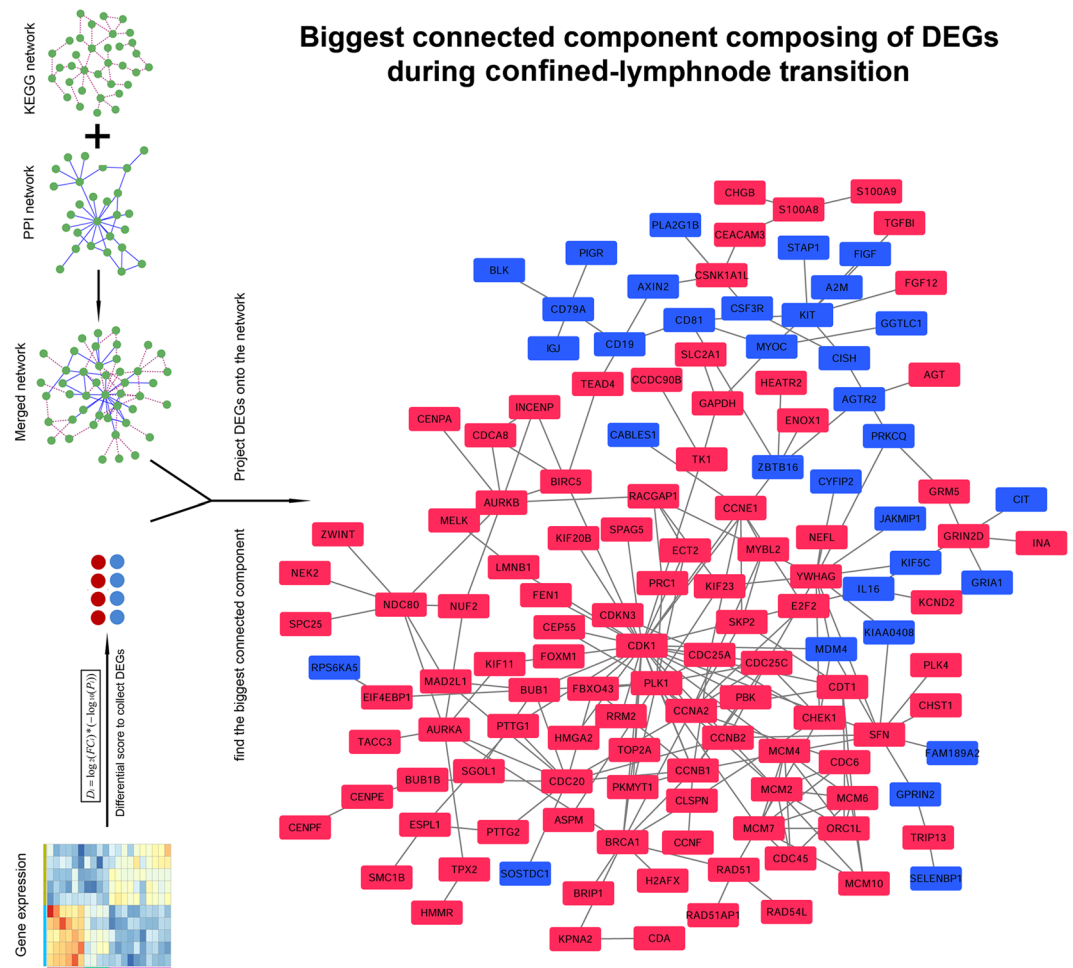 Biggest connected component composing of DEGs
during confined-lymphnode transition
KEGG network
PPI network
Merged network
Project DEGs onto the network
find the biggest connected component
Dᵢ = log₂(FCᵢ)*(−log₁₀(Pᵢ))
Differential score to collect DEGs
Gene expression
CHGB
S100A9
S100A8
PLA2G1B
CEACAM3
TGFBI
STAP1
FIGF
PIGR
BLK
CSNK1A1L
AXIN2
A2M
FGF12
CD79A
CSF3R
KIT
CD81
GGTLC1
IGJ
CD19
SLC2A1
MYOC
CISH
TEAD4
CCDC90B
HEATR2
AGT
GAPDH
AGTR2
CENPA
INCENP
ENOX1
CDCA8
CABLES1
PRKCQ
TK1
ZBTB16
BIRC5
CYFIP2
GRM5
CIT
AURKB
RACGAP1
CCNE1
MELK
JAKMIP1
ZWINT
KIF20B
SPAG5
NEFL
GRIN2D
INA
ECT2
MYBL2
NEK2
LMNB1
KIF5C
PRC1
KIF23
YWHAG
GRIA1
FEN1
IL16
NDC80
NUF2
E2F2
KCND2
CDKN3
SPC25
CEP55
SKP2
KIAA0408
CDK1
CDC25A
MDM4
FOXM1
CDC25C
RPS6KA5
KIF11
PLK4
MAD2L1
BUB1
FBXO43
PLK1
CDT1
EIF4EBP1
PBK
CHST1
CCNA2
RRM2
CHEK1
AURKA
PTTG1
TACC3
HMGA2
CCNB2
SFN
TOP2A
MCM4
FAM189A2
CDC6
SGOL1
CCNB1
BUB1B
CDC20
PKMYT1
MCM2
CENPE
CLSPN
MCM6
GPRIN2
ASPM
CENPF
ESPL1
PTTG2
MCM7
ORC1L
BRCA1
CCNF
TRIP13
CDC45
SMC1B
TPX2
SOSTDC1
RAD51
H2AFX
MCM10
SELENBP1
BRIP1
HMMR
RAD51AP1
RAD54L
KPNA2
CDA